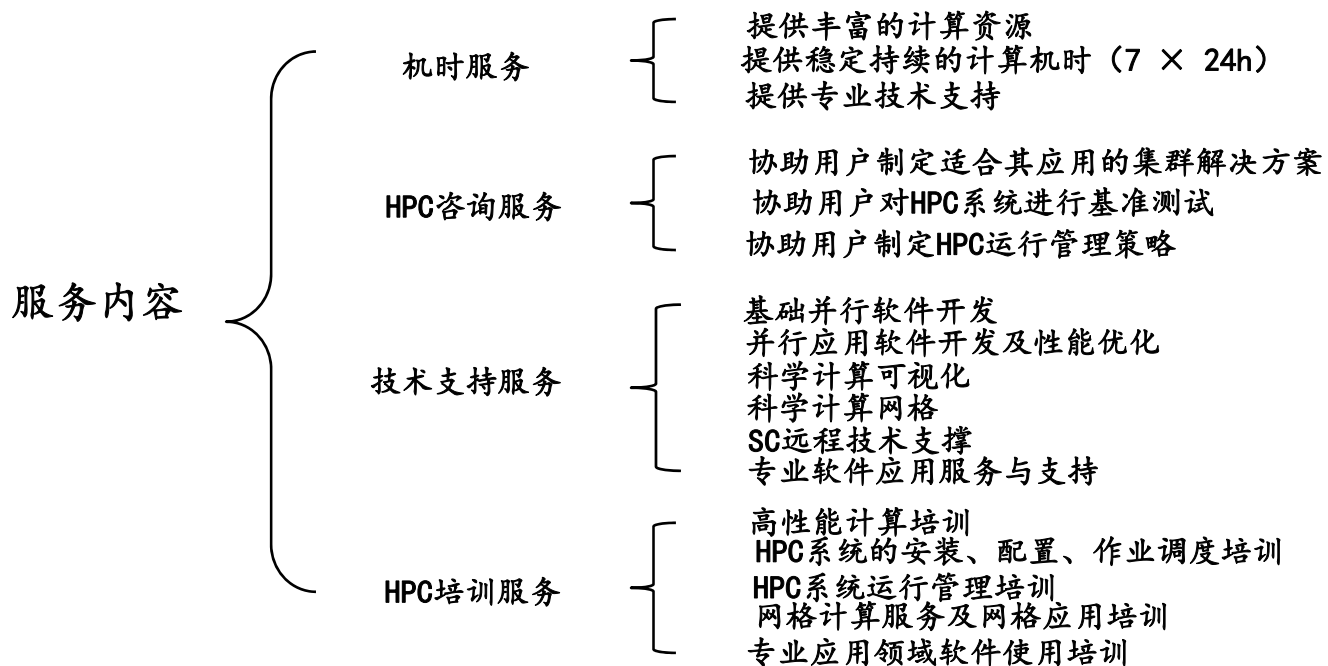 服务内容
机时服务
提供丰富的计算资源
提供稳定持续的计算机时（7 × 24h）
提供专业技术支持
HPC咨询服务
协助用户制定适合其应用的集群解决方案
协助用户对HPC系统进行基准测试
协助用户制定HPC运行管理策略
技术支持服务
基础并行软件开发
并行应用软件开发及性能优化
科学计算可视化
科学计算网格
SC远程技术支撑
专业软件应用服务与支持
HPC培训服务
高性能计算培训
HPC系统的安装、配置、作业调度培训
HPC系统运行管理培训
网格计算服务及网格应用培训
专业应用领域软件使用培训